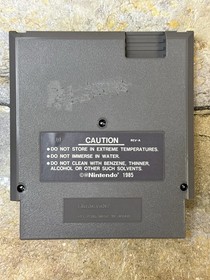 CAUTION REV-A
•DO NOT STORE IN EXTREME TEMPERATURES.
•DO NOT IMMERSE IN WATER.
•DO NOT CLEAN WITH BENZENE, THINNER,
ALCOHOL OR OTHER SUCH SOLVENTS.
©Nintendo® 1985